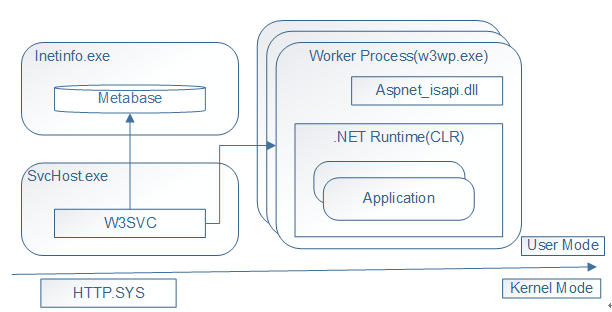 Inetinfo.exe
Metabase
SvcHost.exe
W3SVC
Worker Process(w3wp.exe)
Aspnet_isapi.dll
.NET Runtime(CLR)
Application
User Mode
HTTP.SYS
Kernel Mode